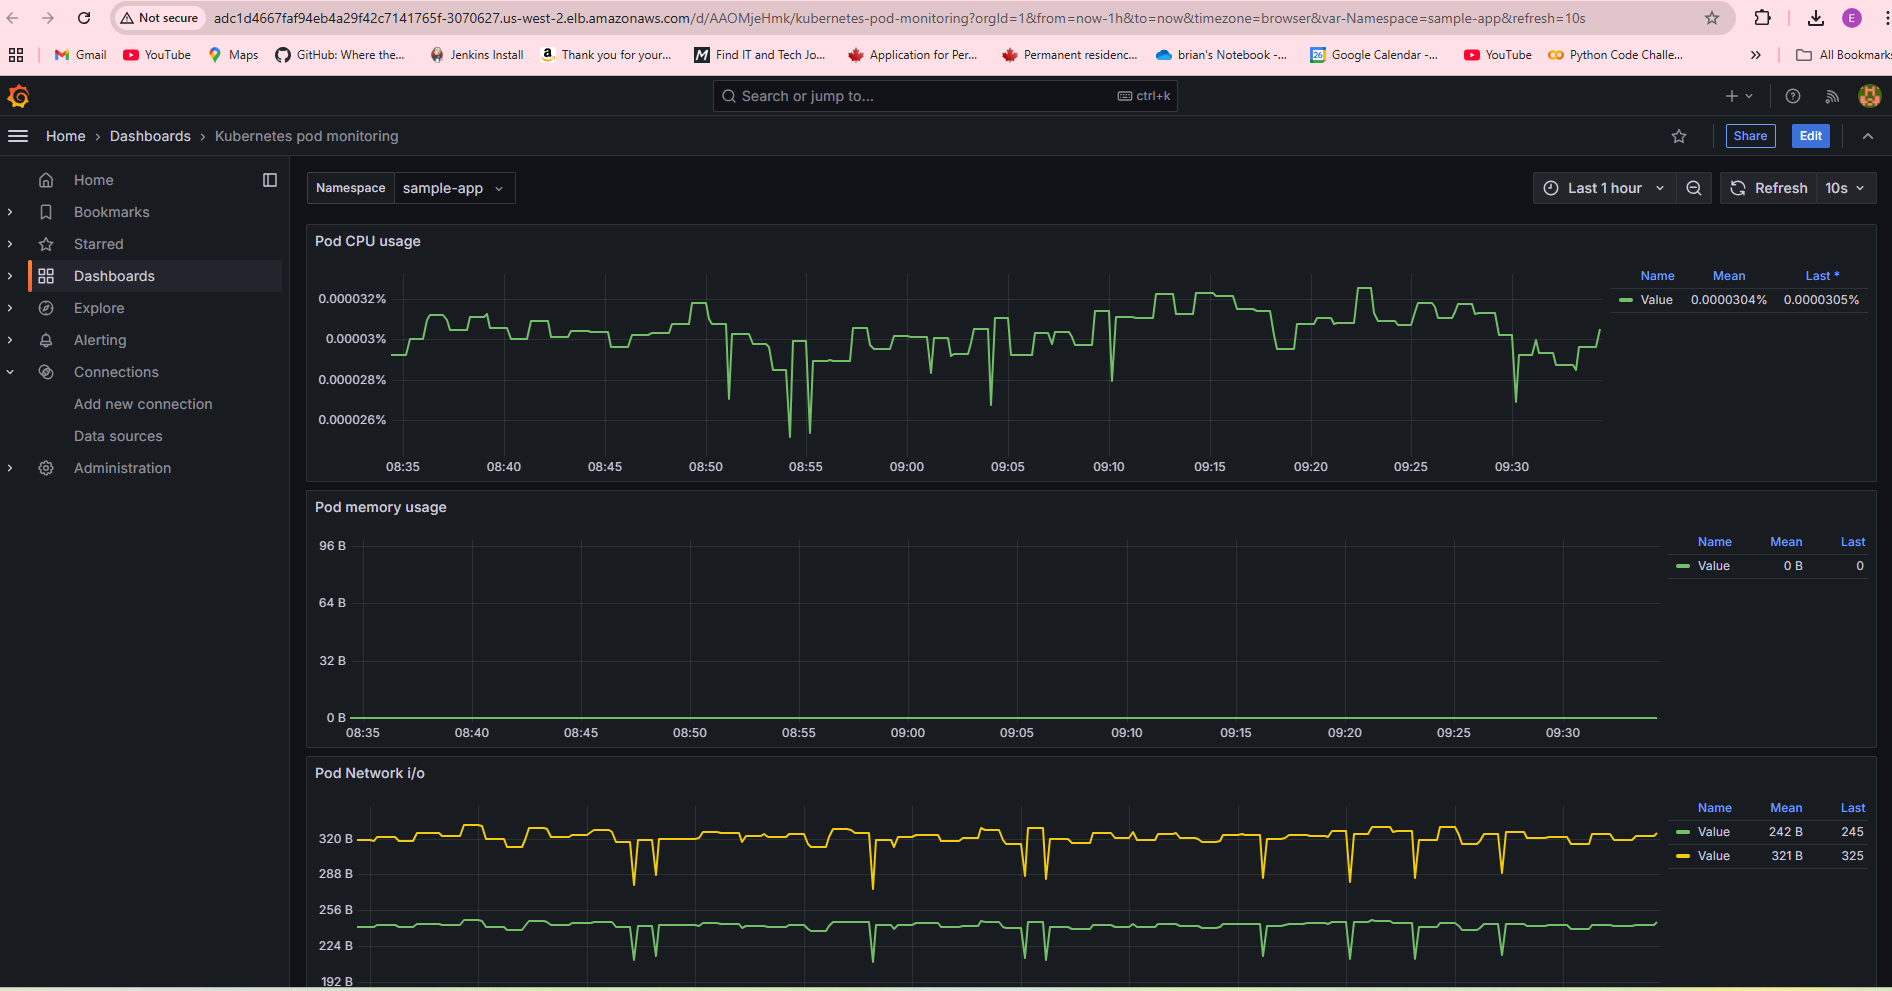 Not secure adc1d4667faf94eb4a29f42c7141765f-3070627.us-west-2.elb.amazonaws.com/d/AAOMjeHmk/kubernetes-pod-monitoring?orgId=1&from=now-1h&to=now&timezone=browser&var-Namespace=sample-app&refresh=10s E
Gmail YouTube Maps GitHub: Where the... Jenkins Install Thank you for your... Find IT and Tech Jo... Application for Per... Permanent residenc... brian's Notebook -... Google Calendar -... YouTube Python Code Challe... » All Bookmarks
Search or jump to... ctrl+k
Home › Dashboards › Kubernetes pod monitoring Share Edit
Home
Bookmarks
Starred
Dashboards
Explore
Alerting
Connections
Add new connection
Data sources
Administration
Namespace sample-app Last 1 hour Refresh 10s
Pod CPU usage
0.000032%
0.00003%
0.000028%
0.000026%
08:35 08:40 08:45 08:50 08:55 09:00 09:05 09:10 09:15 09:20 09:25 09:30
Name Mean Last *
Value 0.0000304% 0.0000305%
Pod memory usage
96 B
64 B
32 B
0 B
08:35 08:40 08:45 08:50 08:55 09:00 09:05 09:10 09:15 09:20 09:25 09:30
Name Mean Last
Value 0 B 0
Pod Network i/o
320 B
288 B
256 B
224 B
192 B
Name Mean Last
Value 242 B 245
Value 321 B 325